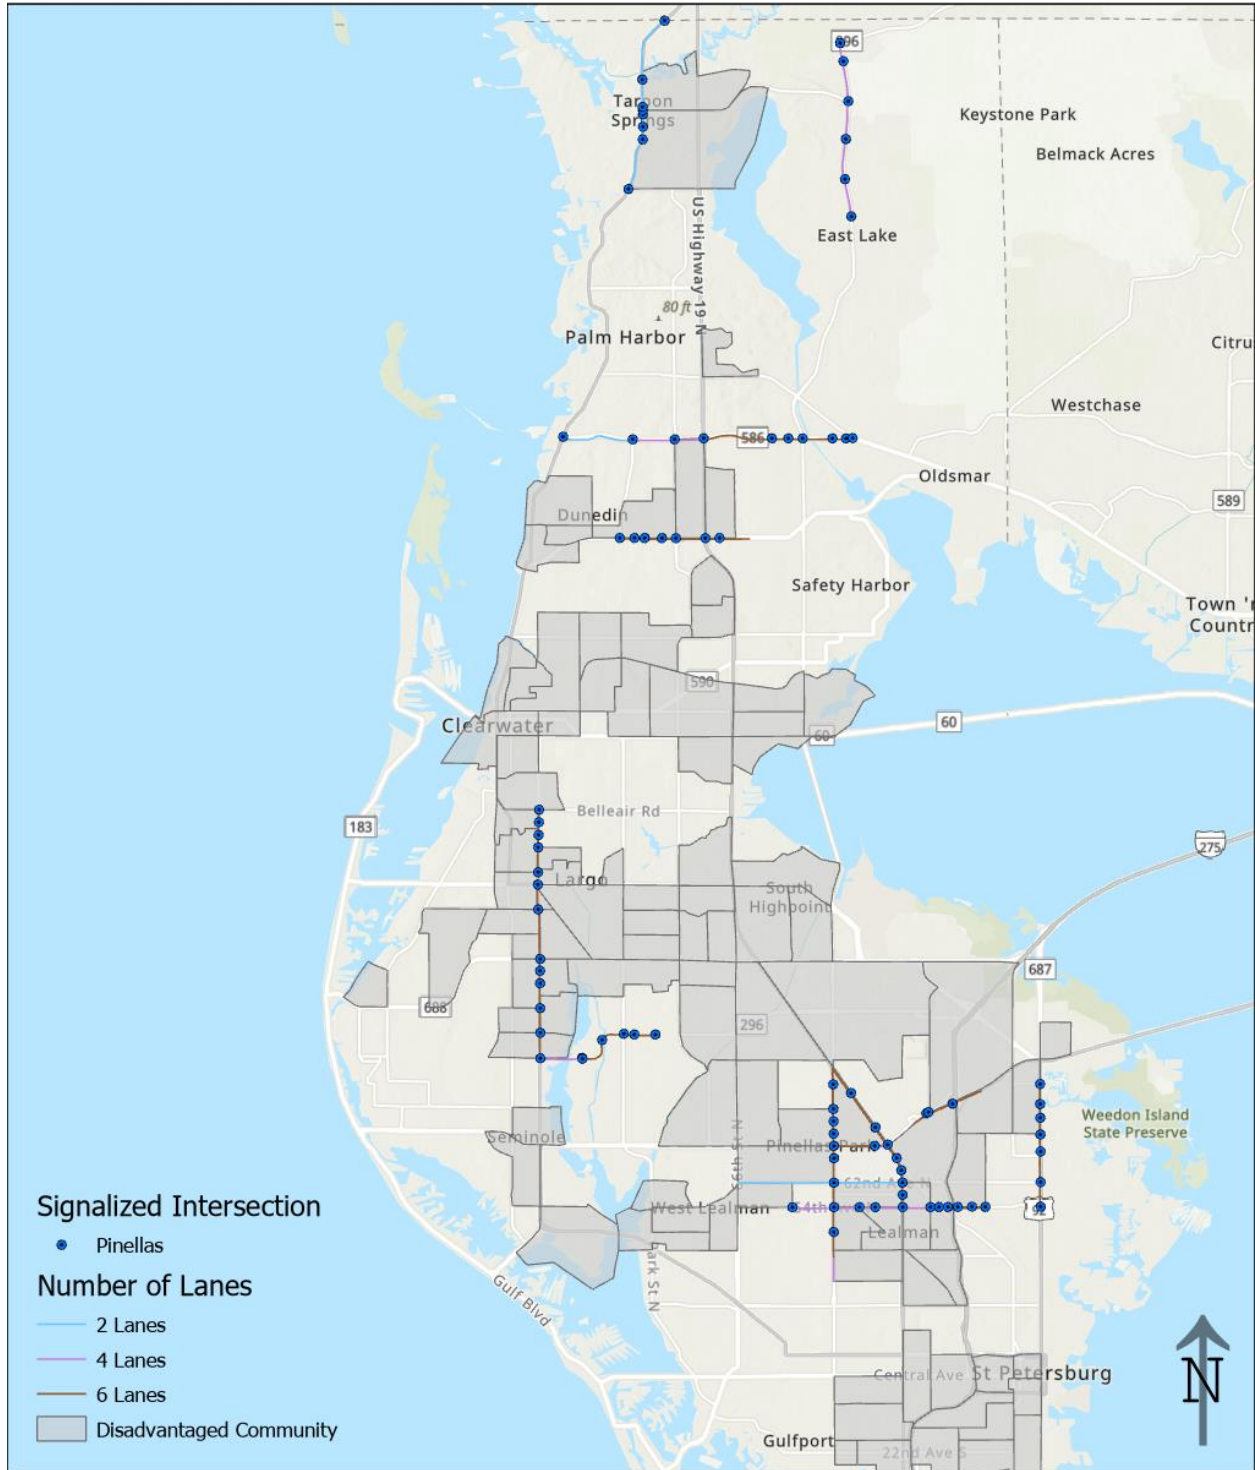 896
Tarpon
Springs
Keystone Park
Belmack Acres
US Highway 19 N
East Lake
80 ft
Palm Harbor
Citru
Westchase
586
Oldsmar
589
Dunedin
Safety Harbor
Town 'n
Countr
590
Clearwater
60
60
Belleair Rd
183
275
Largo
South
Highpoint
687
688
296
Weedon Island
State Preserve
Seminole
66th St N
Pinellas Park
62nd Ave N
West Lealman
54th Ave N
92
Lealman
Park St N
Gulf Blvd
Central Ave
St Petersburg
Gulfport
22nd Ave S
Signalized Intersection
Pinellas
Number of Lanes
2 Lanes
4 Lanes
6 Lanes
Disadvantaged Community
N